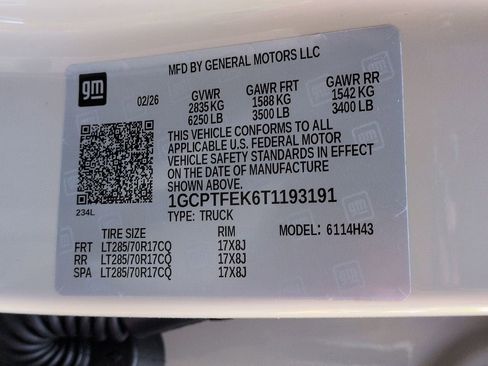 MFD BY GENERAL MOTORS LLC
gm
02/26
GVWR GAWR FRT GAWR RR
2835 KG 1588 KG 1542 KG
6250 LB 3500 LB 3400 LB
THIS VEHICLE CONFORMS TO ALL
APPLICABLE U.S. FEDERAL MOTOR
VEHICLE SAFETY STANDARDS IN EFFECT
ON THE DATE OF MANUFACTURE
SHOWN ABOVE.
234L
1GCPTFEK6T1193191
TYPE: TRUCK
TIRE SIZE RIM MODEL: 6114H43
FRT LT285/70R17CQ 17X8J
RR LT285/70R17CQ 17X8J
SPA LT285/70R17CQ 17X8J